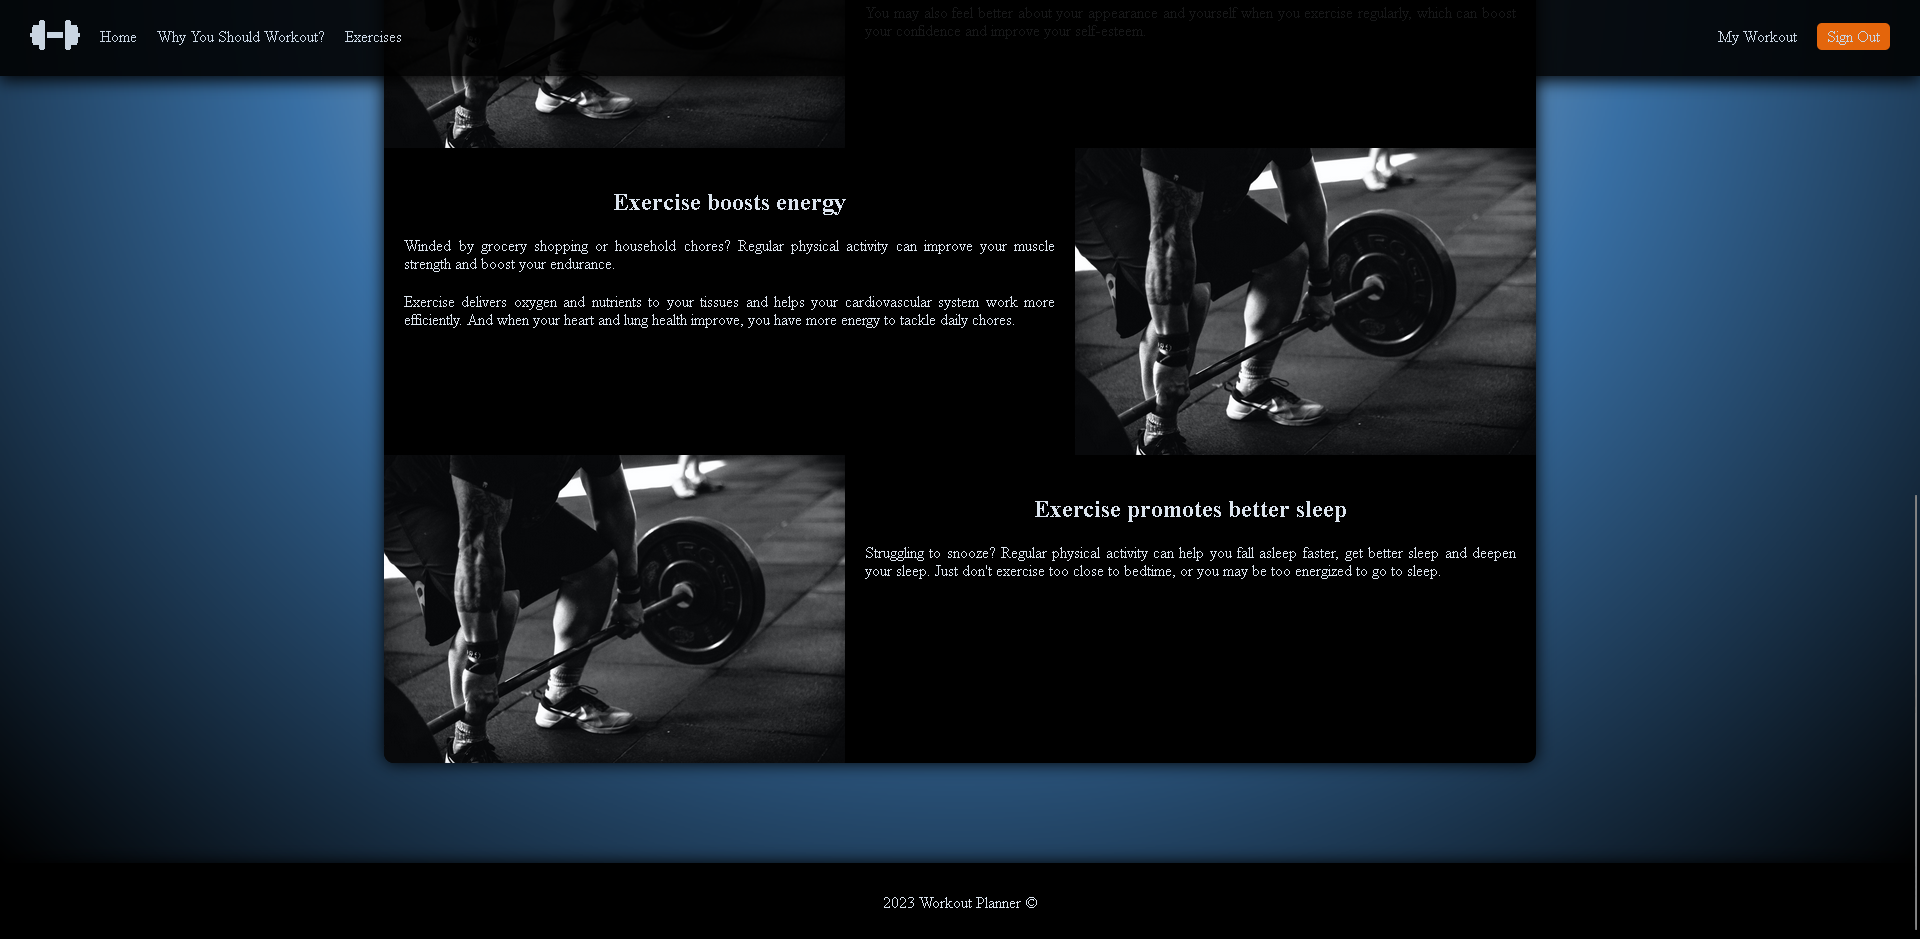 Home Why You Should Workout? Exercises My Workout Sign Out
You may also feel better about your appearance and yourself when you exercise regularly, which can boost
your confidence and improve your self-esteem.
Exercise boosts energy
Winded by grocery shopping or household chores? Regular physical activity can improve your muscle
strength and boost your endurance.
Exercise delivers oxygen and nutrients to your tissues and helps your cardiovascular system work more
efficiently. And when your heart and lung health improve, you have more energy to tackle daily chores.
Exercise promotes better sleep
Struggling to snooze? Regular physical activity can help you fall asleep faster, get better sleep and deepen
your sleep. Just don't exercise too close to bedtime, or you may be too energized to go to sleep.
2023 Workout Planner ©